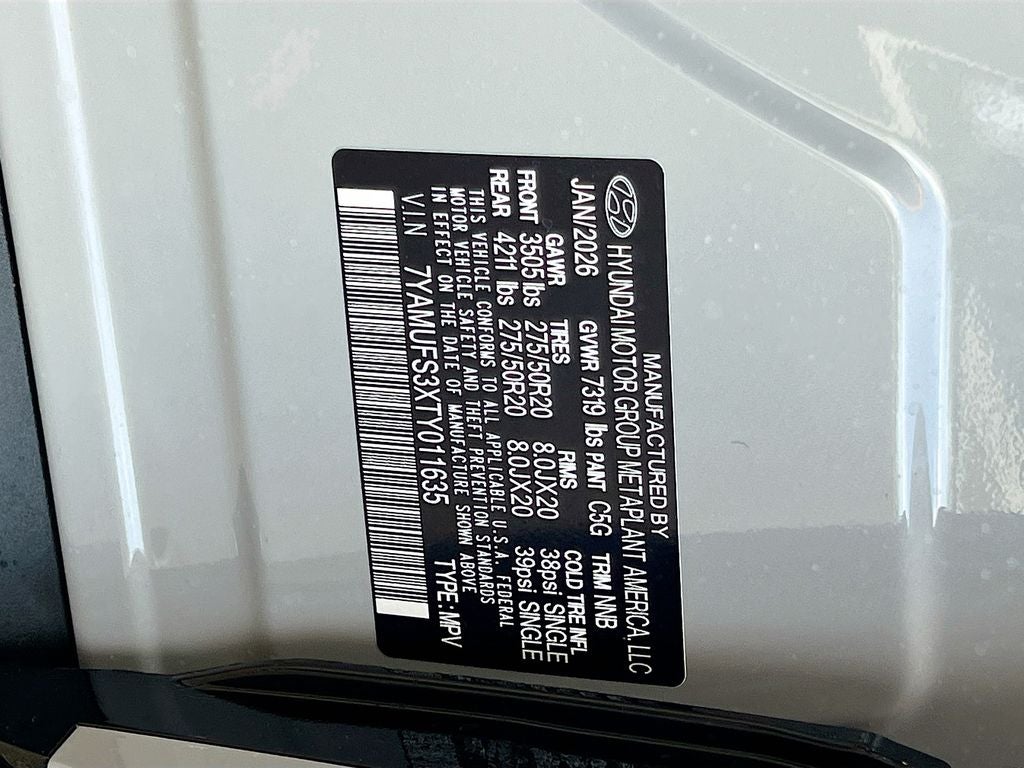 MANUFACTURED BY
HYUNDAI MOTOR GROUP METAPLANT AMERICA, LLC
JAN/2026 GVWR 7319 lbs PAINT C5G TRIM NNB
GAWR TIRES RIMS COLD TIRE INFL
FRONT 3505 lbs 275/50R20 8.0JX20 38psi SINGLE
REAR 4211 lbs 275/50R20 8.0JX20 39psi SINGLE
THIS VEHICLE CONFORMS TO ALL APPLICABLE U.S.A. FEDERAL
MOTOR VEHICLE SAFETY AND THEFT PREVENTION STANDARDS
IN EFFECT ON THE DATE OF MANUFACTURE SHOWN ABOVE
V.I.N 7YAMUFS3XTY011635 TYPE: MPV